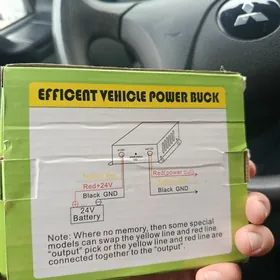 EFFICENT VEHICLE POWER BUCK
Red+24V
Red power out
Black GND
Black GND
24V
Battery
Note: Where no memory, then some special
models can swap the yellow line and red line
"output" pick or the yellow line and red line are
connected together to the "output".